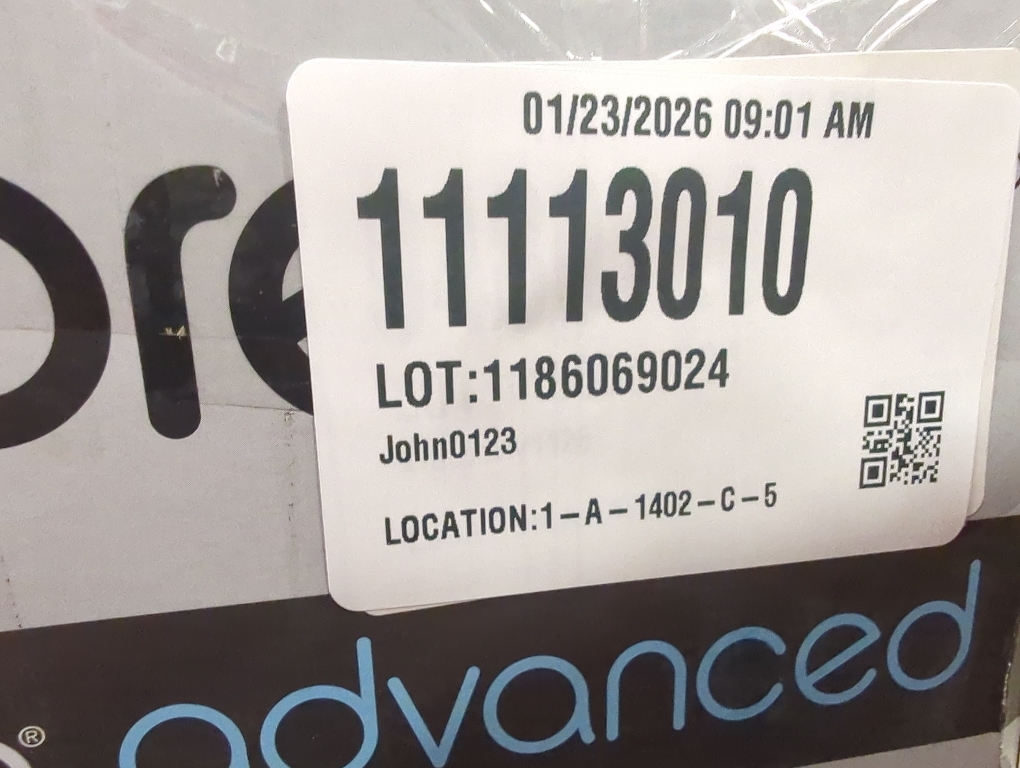 01/23/2026 09:01 AM
11113010
LOT:1186069024
John0123
LOCATION:1-A-1402-C-5
advanced
®